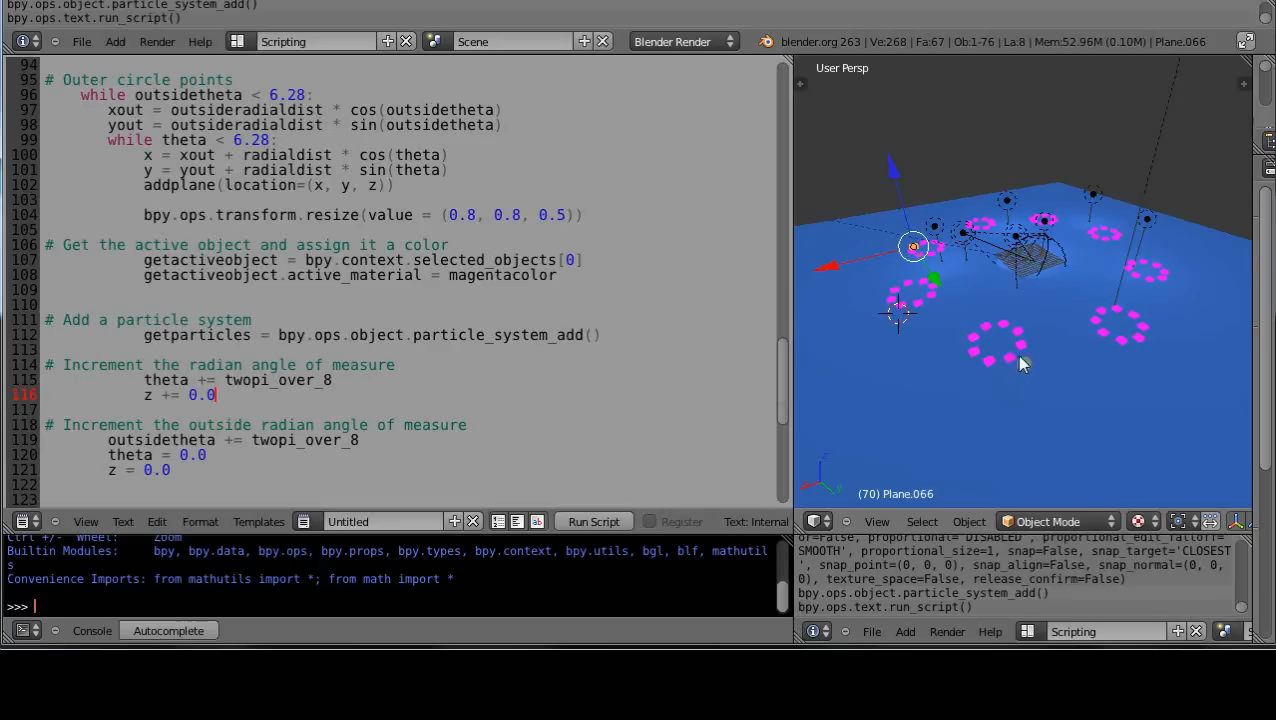 bpy.ops.object.particle_system_add()
bpy.ops.text.run_script()
File Add Render Help Scripting Scene Blender Render blender.org 263 | Ve:268 | Fa:67 | Ob:1-76 | La:8 | Mem:52.96M (0.10M) | Plane.066
94
95 # Outer circle points
96 while outsidetheta < 6.28:
97 xout = outsideradialdist * cos(outsidetheta)
98 yout = outsideradialdist * sin(outsidetheta)
99 while theta < 6.28:
100 x = xout + radialdist * cos(theta)
101 y = yout + radialdist * sin(theta)
102 addplane(location=(x, y, z))
103
104 bpy.ops.transform.resize(value = (0.8, 0.8, 0.5))
105
106 # Get the active object and assign it a color
107 getactiveobject = bpy.context.selected_objects[0]
108 getactiveobject.active_material = magentacolor
109
110
111 # Add a particle system
112 getparticles = bpy.ops.object.particle_system_add()
113
114 # Increment the radian angle of measure
115 theta += twopi_over_8
116 z += 0.0
117
118 # Increment the outside radian angle of measure
119 outsidetheta += twopi_over_8
120 theta = 0.0
121 z = 0.0
122
123
User Persp
(70) Plane.066
View Text Edit Format Templates Untitled Run Script Register Text: Internal
View Select Object Object Mode
Ctrl +/- Wheel: Zoom
Builtin Modules: bpy, bpy.data, bpy.ops, bpy.props, bpy.types, bpy.context, bpy.utils, bgl, blf, mathutil
s
Convenience Imports: from mathutils import *; from math import *
>>>
Console Autocomplete
or=False, proportional='DISABLED', proportional_edit_falloff=
SMOOTH', proportional_size=1, snap=False, snap_target='CLOSEST
', snap_point=(0, 0, 0), snap_align=False, snap_normal=(0, 0,
0), texture_space=False, release_confirm=False)
bpy.ops.object.particle_system_add()
bpy.ops.text.run_script()
File Add Render Help Scripting